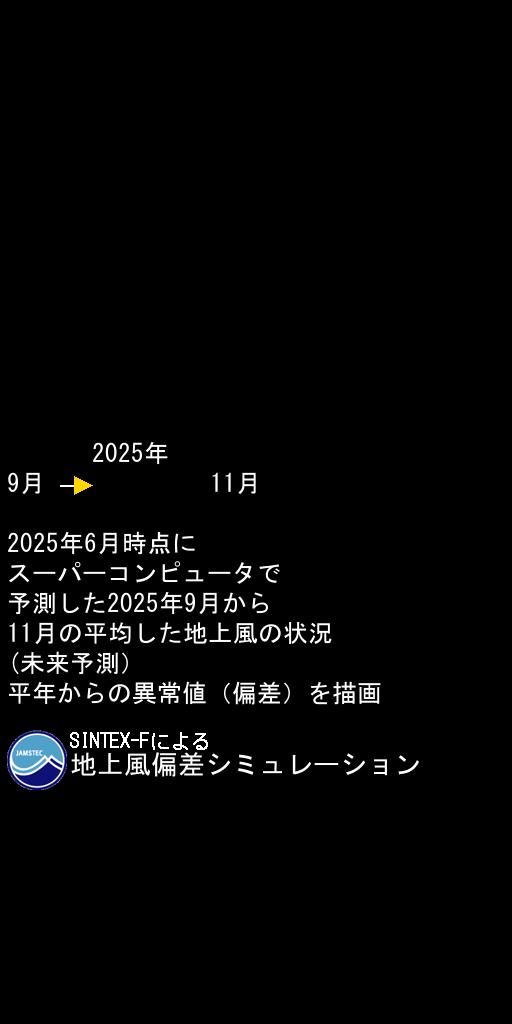 2025年
9月 11月
2025年6月時点に
スーパーコンピュータで
予測した2025年9月から
11月の平均した地上風の状況
(未来予測)
平年からの異常値(偏差)を描画
JAMSTEC
SINTEX-Fによる
地上風偏差シミュレーション